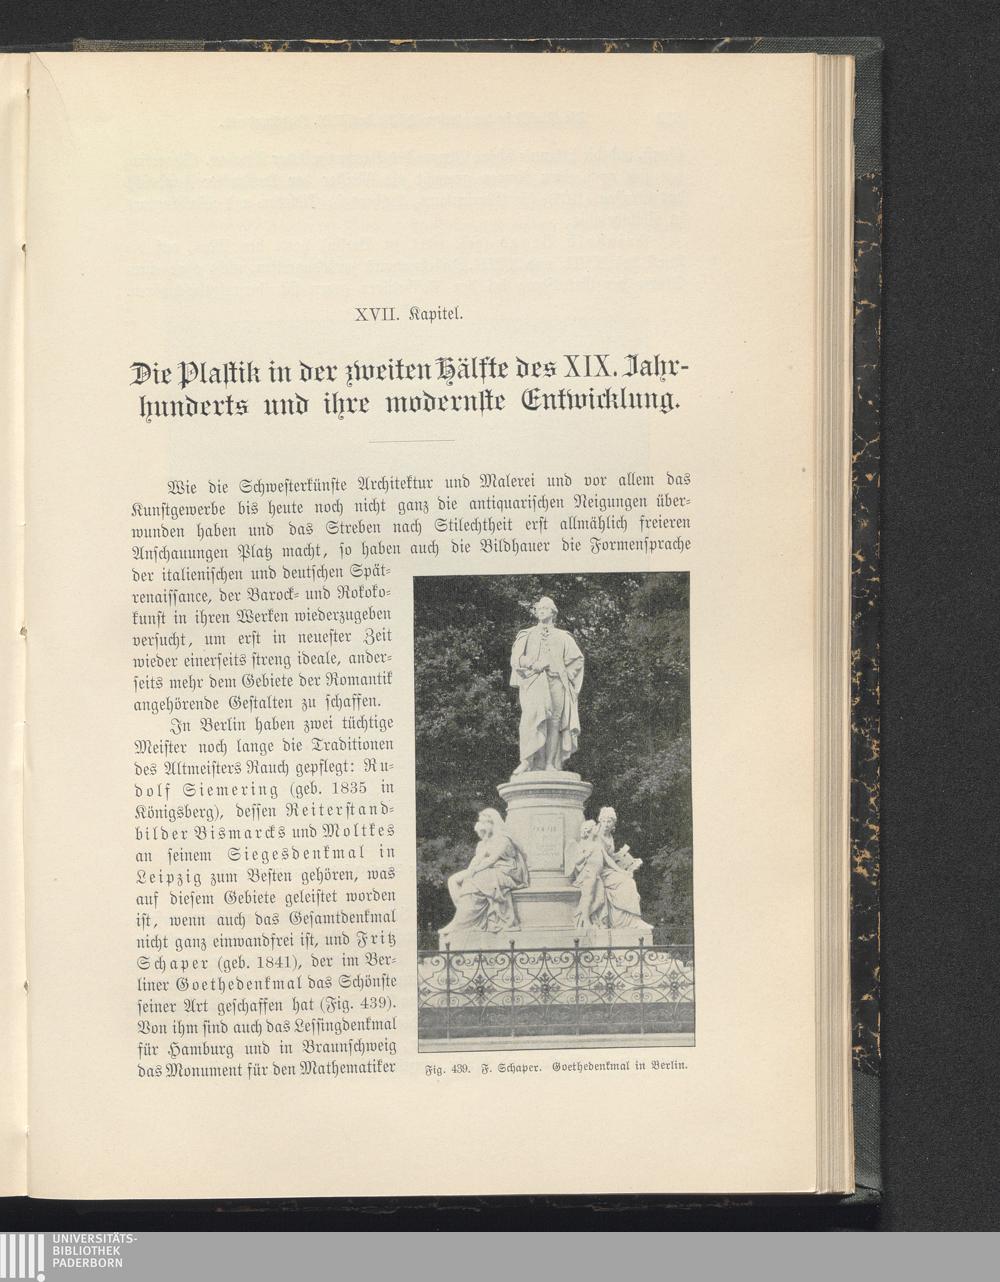 XVII. Kapitel.
Die Plastik in der zweiten Hälfte des XIX. Jahr-
hunderts und ihre modernste Entwicklung.
Wie die Schwesterkünste Architektur und Malerei und vor allem das
Kunstgewerbe bis heute noch nicht ganz die antiquarischen Neigungen über-
wunden haben und das Streben nach Stilechtheit erst allmählich freieren
Anschauungen Platz macht, so haben auch die Bildhauer die Formensprache
der italienischen und deutschen Spät-
renaissance, der Barock- und Rokoko-
kunst in ihren Werken wiederzugeben
versucht, um erst in neuester Zeit
wieder einerseits streng ideale, ander-
seits mehr dem Gebiete der Romantik
angehörende Gestalten zu schaffen.
In Berlin haben zwei tüchtige
Meister noch lange die Traditionen
des Altmeisters Rauch gepflegt: Ru-
dolf Siemering (geb. 1835 in
Königsberg), dessen Reiterstand-
bilder Bismarcks und Moltkes
an seinem Siegesdenkmal in
Leipzig zum Besten gehören, was
auf diesem Gebiete geleistet worden
ist, wenn auch das Gesamtdenkmal
nicht ganz einwandfrei ist, und Fritz
Schaper (geb. 1841), der im Ber-
liner Goethedenkmal das Schönste
seiner Art geschaffen hat (Fig. 439).
Von ihm sind auch das Lessingdenkmal
für Hamburg und in Braunschweig
das Monument für den Mathematiker
Fig. 439. F. Schaper. Goethedenkmal in Berlin.
UNIVERSITÄTS-
BIBLIOTHEK
PADERBORN